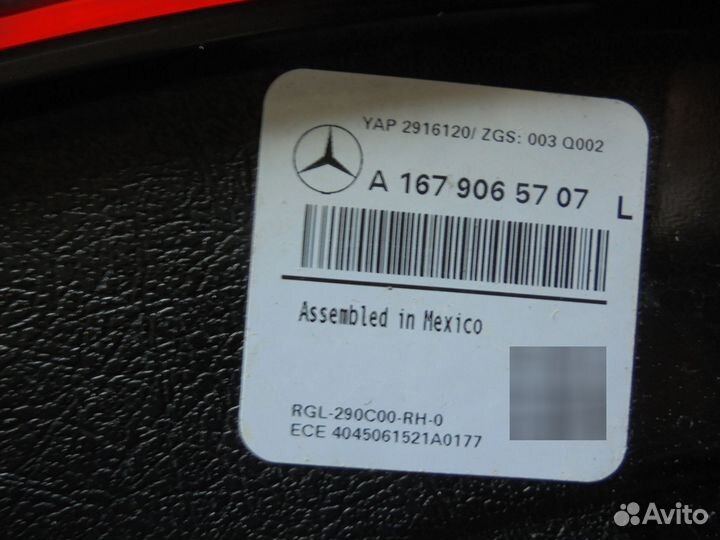 YAP 2916120/ ZGS: 003 Q002
A 167 906 57 07 L
Assembled in Mexico
RGL-290C00-RH-0
ECE 4045061521A0177
Avito